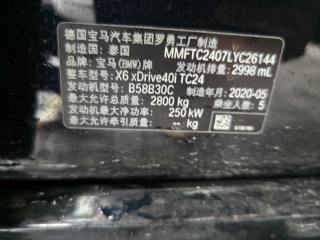 德国宝马汽车集团罗勇工厂制造
制造国：泰国 MMFTC2407LYC26144
品牌：宝马(BMW)牌 发动机排量：2998 mL
X6 xDrive40i TC24
发动机型号：B58B30C 制造年月：2020-05
最大允许总质量：2800 kg 乘坐人数：5
发动机最大净功率：250 kW
最大允许牵引质量：-- kg